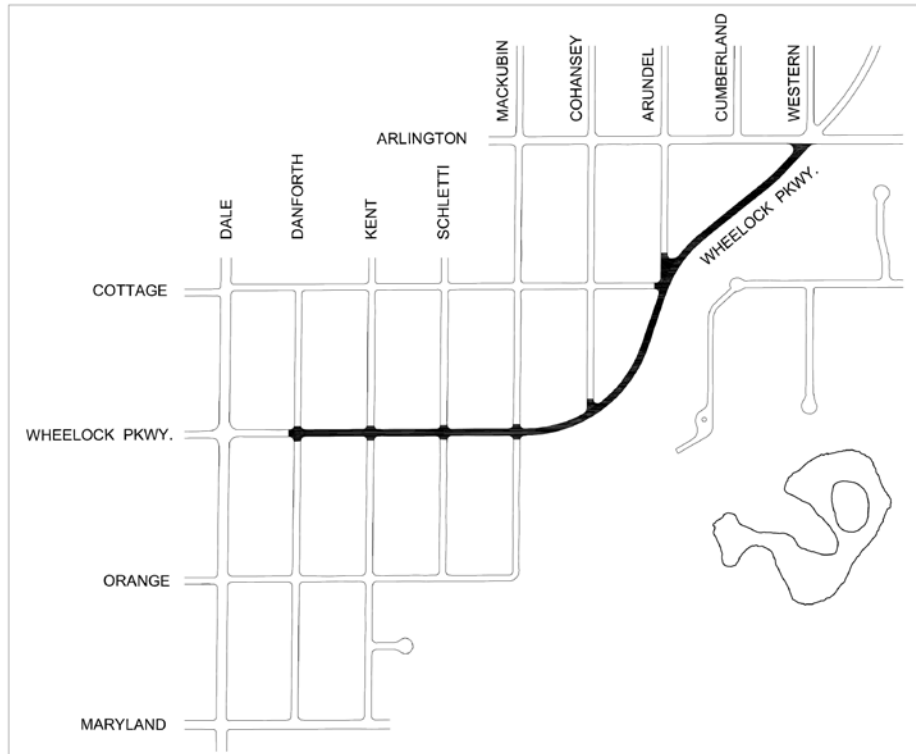 MACKUBIN
COHANSEY
ARUNDEL
CUMBERLAND
WESTERN
ARLINGTON
DALE
DANFORTH
KENT
SCHLETTI
WHEELOCK PKWY.
COTTAGE
WHEELOCK PKWY.
ORANGE
MARYLAND